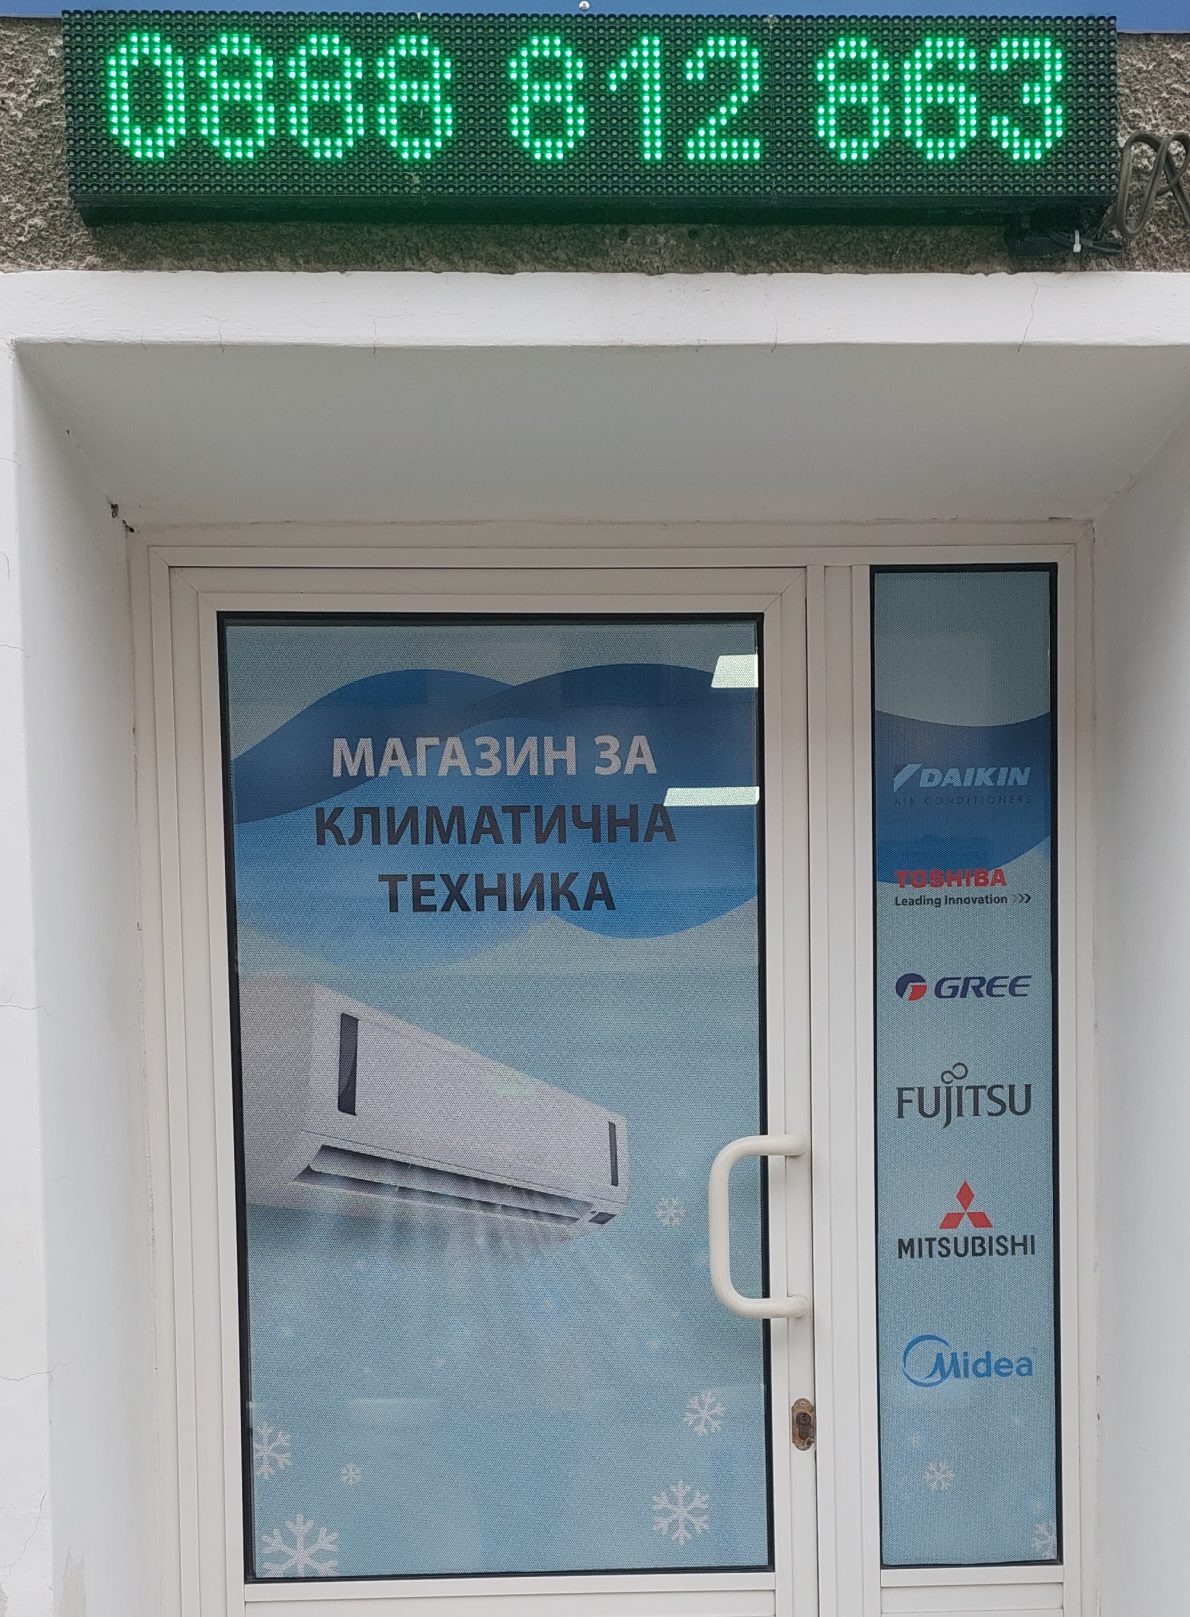 0888 812 863
МАГАЗИН ЗА
КЛИМАТИЧНА
ТЕХНИКА
DAIKIN
AIR CONDITIONERS
TOSHIBA
Leading Innovation >>>
GREE
FUJITSU
MITSUBISHI
Midea